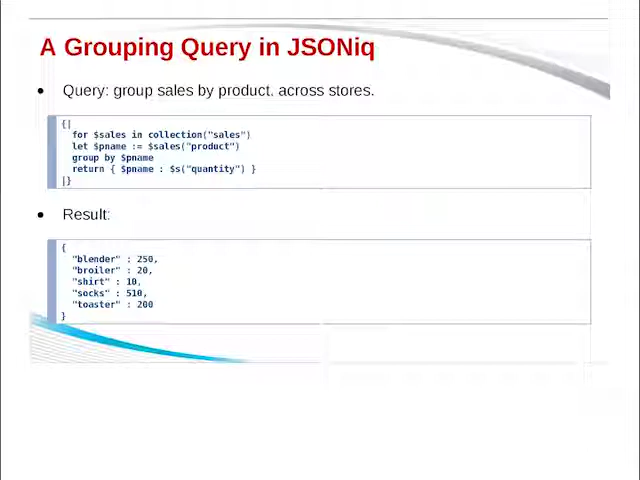 A Grouping Query in JSONiq
● Query: group sales by product, across stores.
{|
for $sales in collection("sales")
let $pname := $sales("product")
group by $pname
return { $pname : $s("quantity") }
|}
● Result:
{
"blender" : 250,
"broiler" : 20,
"shirt" : 10,
"socks" : 510,
"toaster" : 200
}